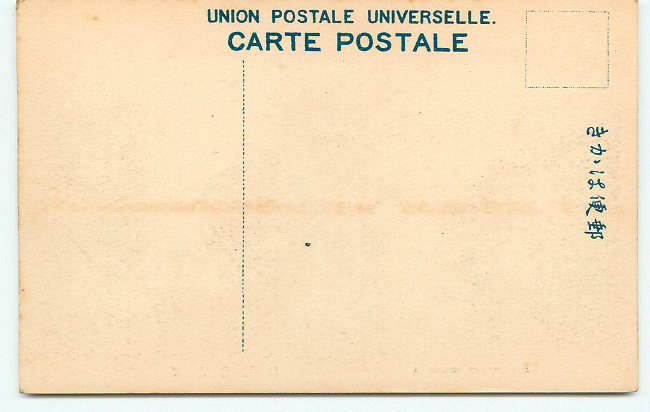 UNION POSTALE UNIVERSELLE.
CARTE POSTALE
郵便はかき